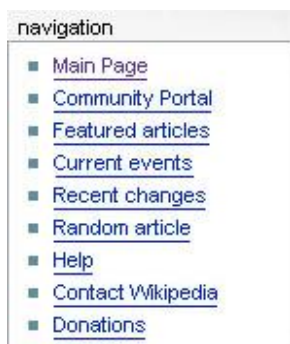 navigation
Main Page
Community Portal
Featured articles
Current events
Recent changes
Random article
Help
Contact Wikipedia
Donations